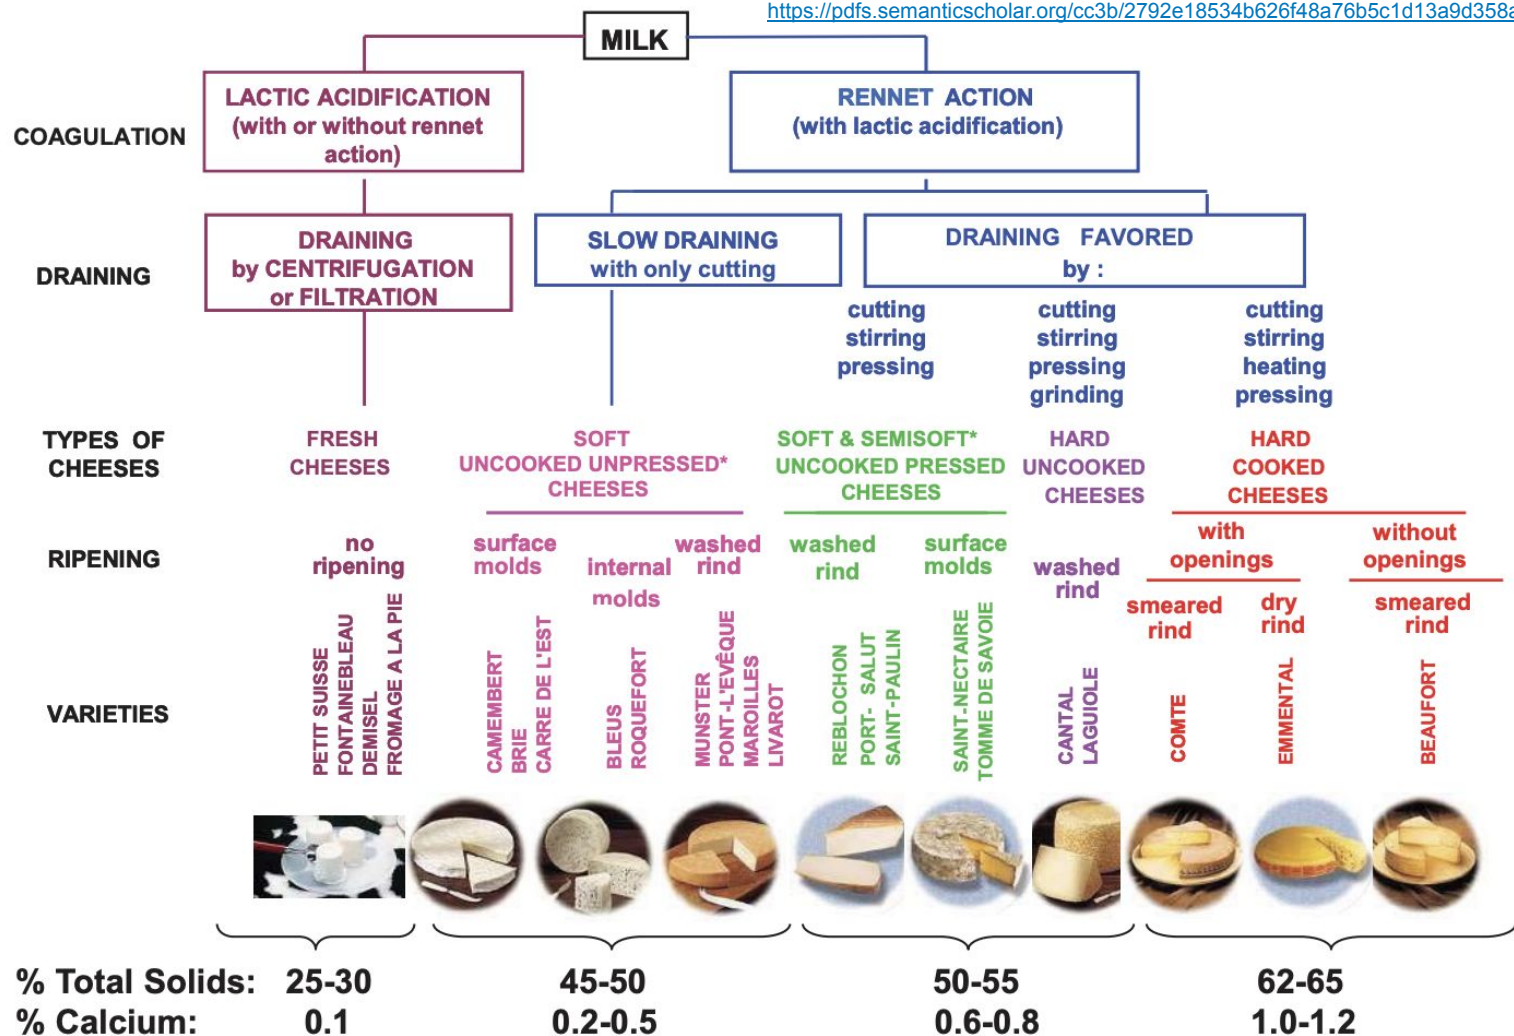 https://pdfs.semanticscholar.org/cc3b/2792e18534b626f48a76b5c1d13a9d358a
MILK
COAGULATION
LACTIC ACIDIFICATION
(with or without rennet
action)
RENNET ACTION
(with lactic acidification)
DRAINING
DRAINING
by CENTRIFUGATION
or FILTRATION
SLOW DRAINING
with only cutting
DRAINING FAVORED
by :
cutting
stirring
pressing
cutting
stirring
pressing
grinding
cutting
stirring
heating
pressing
TYPES OF
CHEESES
FRESH
CHEESES
SOFT
UNCOOKED UNPRESSED*
CHEESES
SOFT & SEMISOFT*
UNCOOKED PRESSED
CHEESES
HARD
UNCOOKED
CHEESES
HARD
COOKED
CHEESES
RIPENING
no
ripening
surface
molds
internal
molds
washed
rind
washed
rind
surface
molds
washed
rind
with
openings
without
openings
smeared
rind
dry
rind
smeared
rind
VARIETIES
PETIT SUISSE
FONTAINEBLEAU
DEMISEL
FROMAGE A LA PIE
CAMEMBERT
BRIE
CARRE DE L'EST
BLEUS
ROQUEFORT
MUNSTER
PONT-L'EVÊQUE
MAROILLES
LIVAROT
REBLOCHON
PORT- SALUT
SAINT-PAULIN
SAINT-NECTAIRE
TOMME DE SAVOIE
CANTAL
LAGUIOLE
COMTE
EMMENTAL
BEAUFORT
% Total Solids: 25-30 45-50 50-55 62-65
% Calcium: 0.1 0.2-0.5 0.6-0.8 1.0-1.2